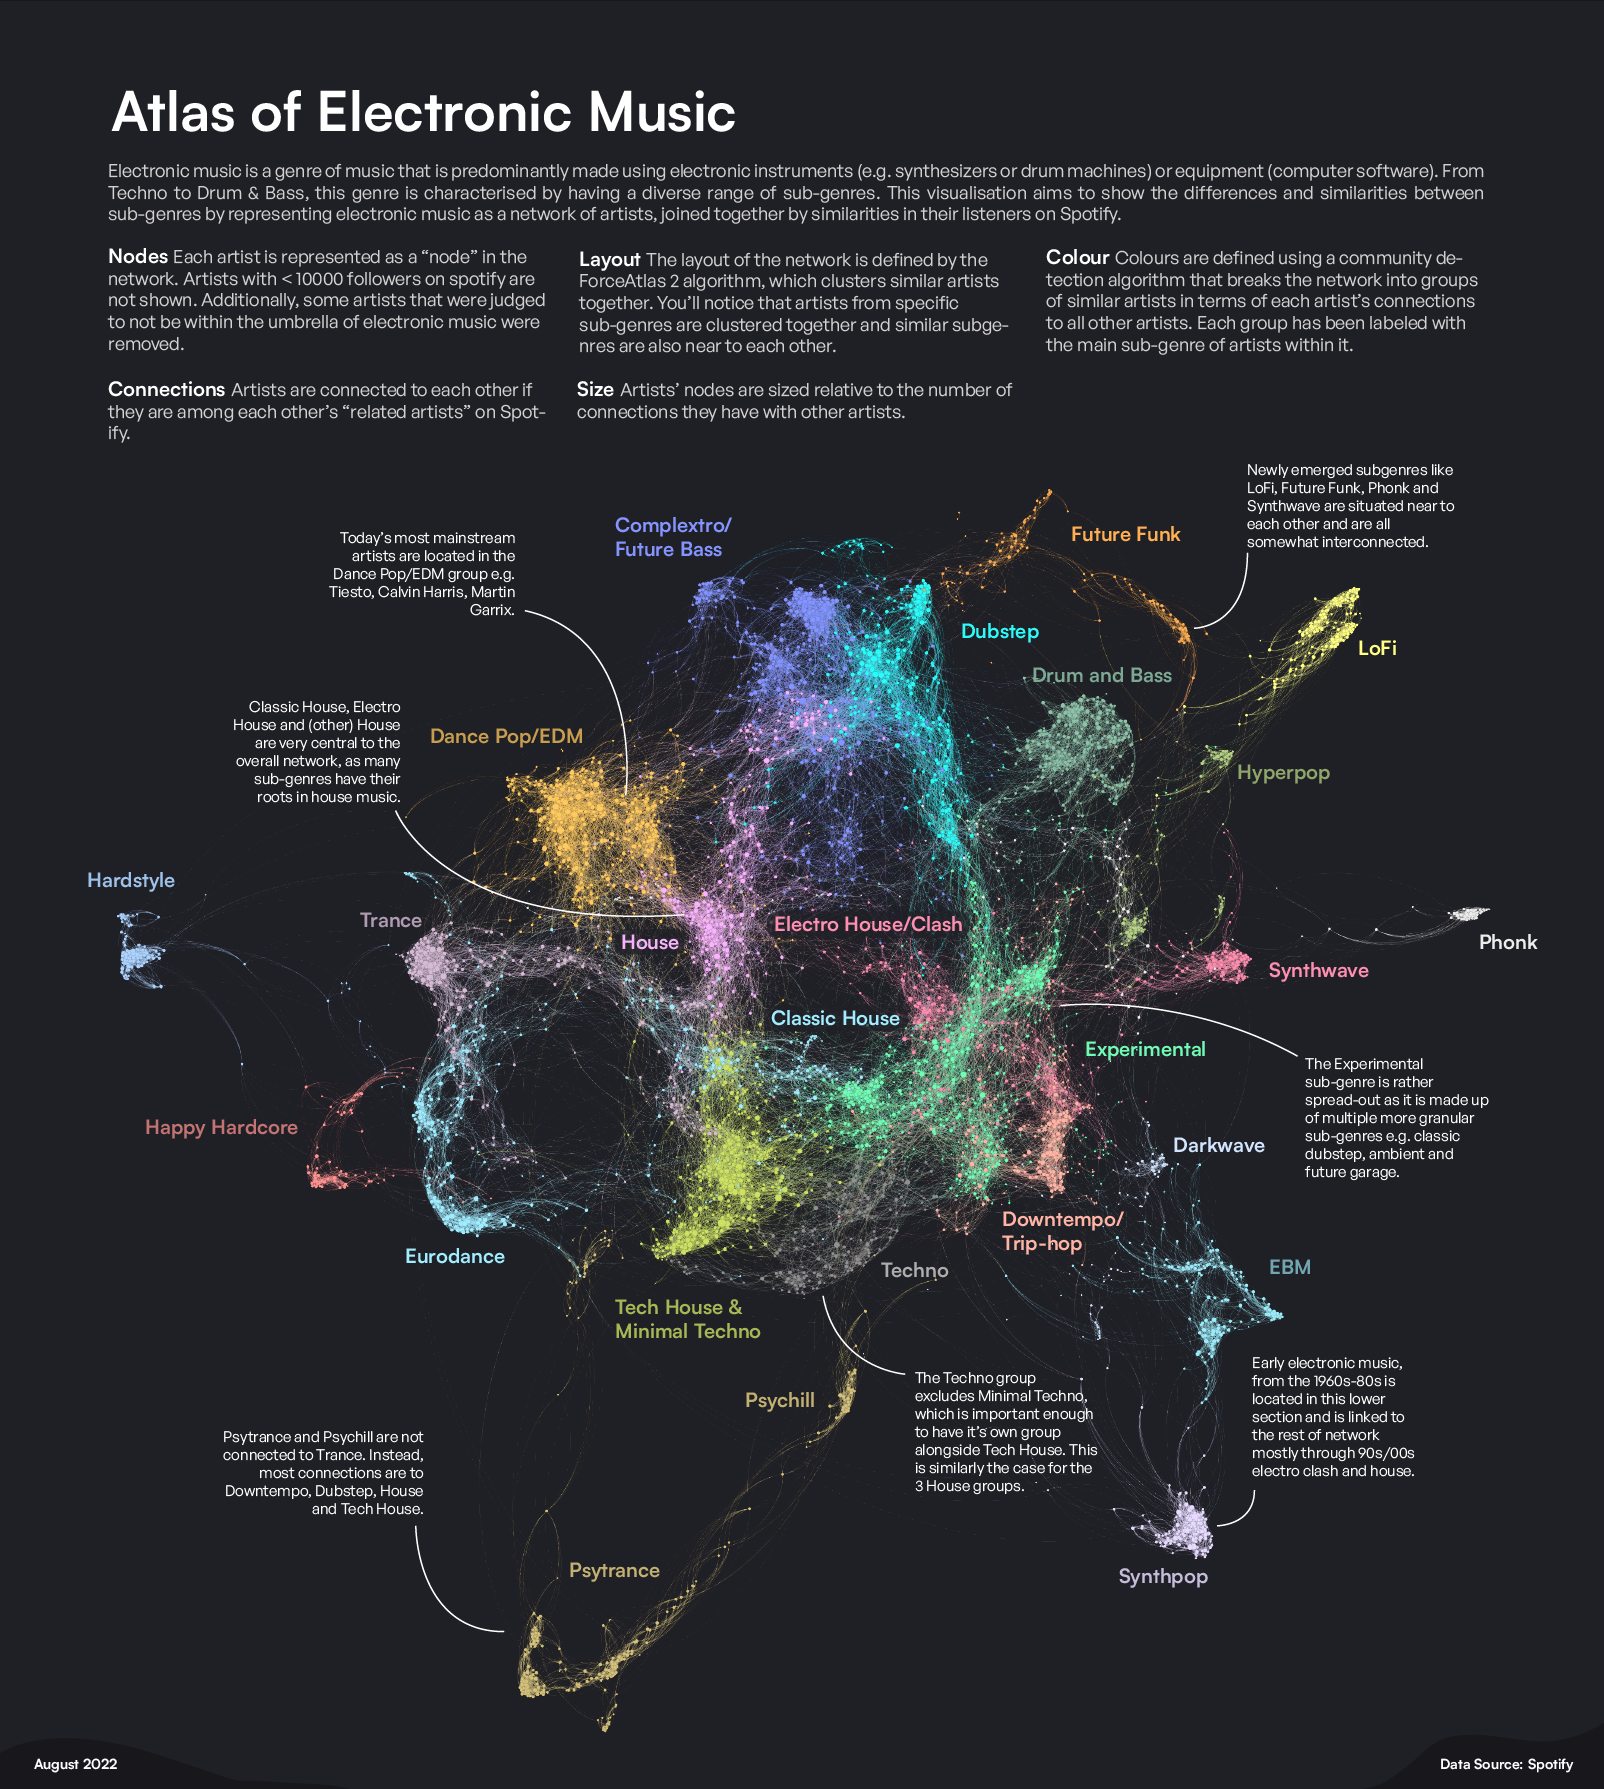 Atlas of Electronic Music
Electronic music is a genre of music that is predominantly made using electronic instruments (e.g. synthesizers or drum machines) or equipment (computer software). From
Techno to Drum & Bass, this genre is characterised by having a diverse range of sub-genres. This visualisation aims to show the differences and similarities between
sub-genres by representing electronic music as a network of artists, joined together by similarities in their listeners on Spotify.
Nodes Each artist is represented as a “node” in the
network. Artists with < 10000 followers on spotify are
not shown. Additionally, some artists that were judged
to not be within the umbrella of electronic music were
removed.
Connections Artists are connected to each other if
they are among each other’s “related artists” on Spot-
ify.
Layout The layout of the network is defined by the
ForceAtlas 2 algorithm, which clusters similar artists
together. You’ll notice that artists from specific
sub-genres are clustered together and similar subge-
nres are also near to each other.
Size Artists’ nodes are sized relative to the number of
connections they have with other artists.
Colour Colours are defined using a community de-
tection algorithm that breaks the network into groups
of similar artists in terms of each artist’s connections
to all other artists. Each group has been labeled with
the main sub-genre of artists within it.
Newly emerged subgenres like
LoFi, Future Funk, Phonk and
Synthwave are situated near to
each other and are all
somewhat interconnected.
Complextro/
Future Bass
Future Funk
Today’s most mainstream
artists are located in the
Dance Pop/EDM group e.g.
Tiesto, Calvin Harris, Martin
Garrix.
Dubstep
LoFi
Drum and Bass
Classic House, Electro
House and (other) House
are very central to the
overall network, as many
sub-genres have their
roots in house music.
Dance Pop/EDM
Hyperpop
Hardstyle
Trance
House
Electro House/Clash
Phonk
Synthwave
Classic House
Experimental
The Experimental
sub-genre is rather
spread-out as it is made up
of multiple more granular
sub-genres e.g. classic
dubstep, ambient and
future garage.
Happy Hardcore
Darkwave
Downtempo/
Trip-hop
Eurodance
Techno
EBM
Tech House &
Minimal Techno
The Techno group
excludes Minimal Techno,
which is important enough
to have it’s own group
alongside Tech House. This
is similarly the case for the
3 House groups.
Early electronic music,
from the 1960s-80s is
located in this lower
section and is linked to
the rest of network
mostly through 90s/00s
electro clash and house.
Psychill
Psytrance and Psychill are not
connected to Trance. Instead,
most connections are to
Downtempo, Dubstep, House
and Tech House.
Psytrance
Synthpop
August 2022
Data Source: Spotify